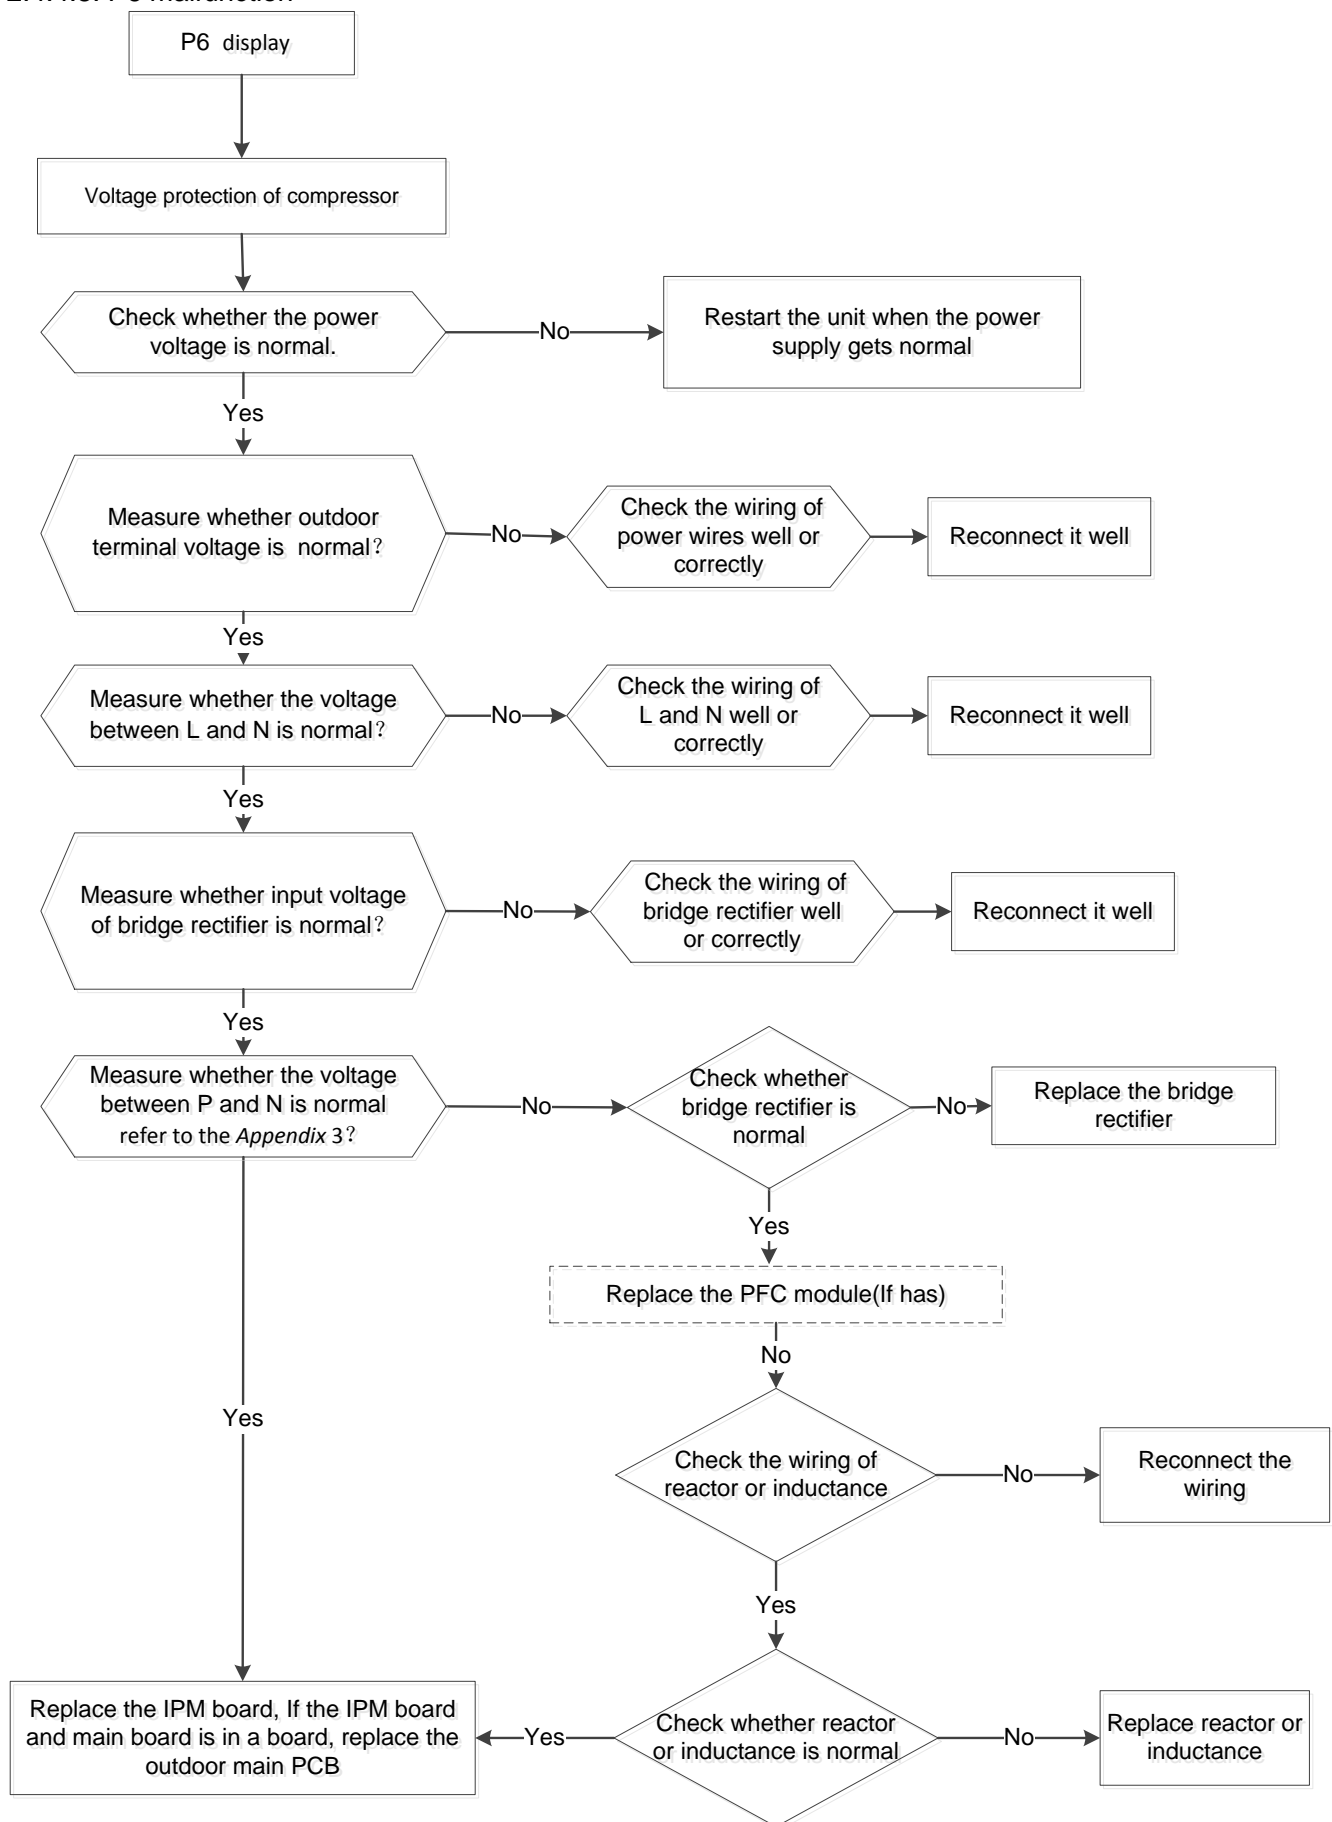 P6 display
Voltage protection of compressor
Check whether the power
voltage is normal.
No
Restart the unit when the power
supply gets normal
Yes
Measure whether outdoor
terminal voltage is normal?
No
Check the wiring of
power wires well or
correctly
Reconnect it well
Yes
Measure whether the voltage
between L and N is normal?
No
Check the wiring of
L and N well or
correctly
Reconnect it well
Yes
Measure whether input voltage
of bridge rectifier is normal?
No
Check the wiring of
bridge rectifier well
or correctly
Reconnect it well
Yes
Measure whether the voltage
between P and N is normal
refer to the Appendix 3?
No
Check whether
bridge rectifier is
normal
No
Replace the bridge
rectifier
Yes
Replace the PFC module(If has)
No
Yes
Check the wiring of
reactor or inductance
No
Reconnect the
wiring
Yes
Replace the IPM board, If the IPM board
and main board is in a board, replace the
outdoor main PCB
Yes
Check whether reactor
or inductance is normal
No
Replace reactor or
inductance